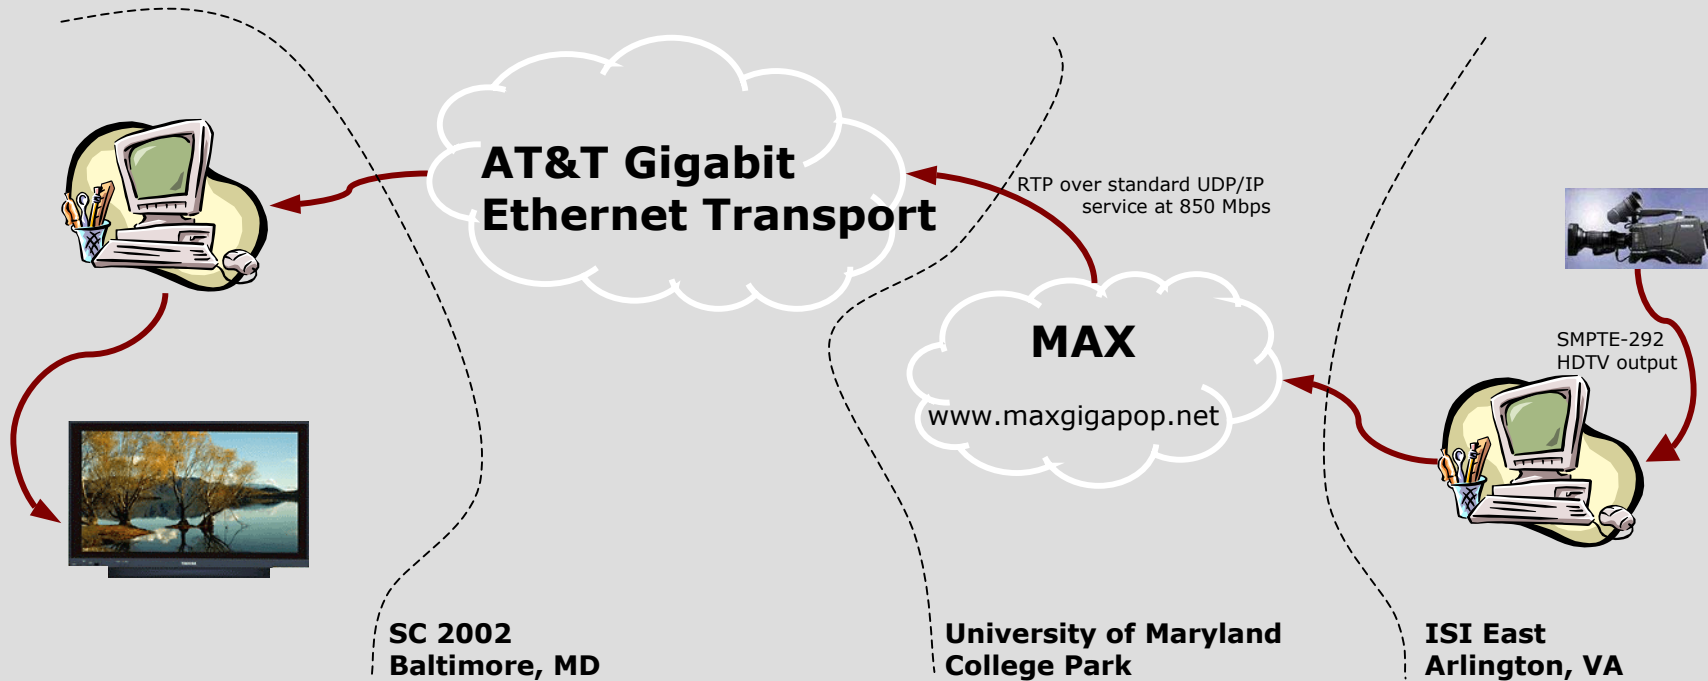 AT&T Gigabit
Ethernet Transport
RTP over standard UDP/IP
service at 850 Mbps
MAX
www.maxgigapop.net
SMPTE-292
HDTV output
SC 2002
Baltimore, MD
University of Maryland
College Park
ISI East
Arlington, VA